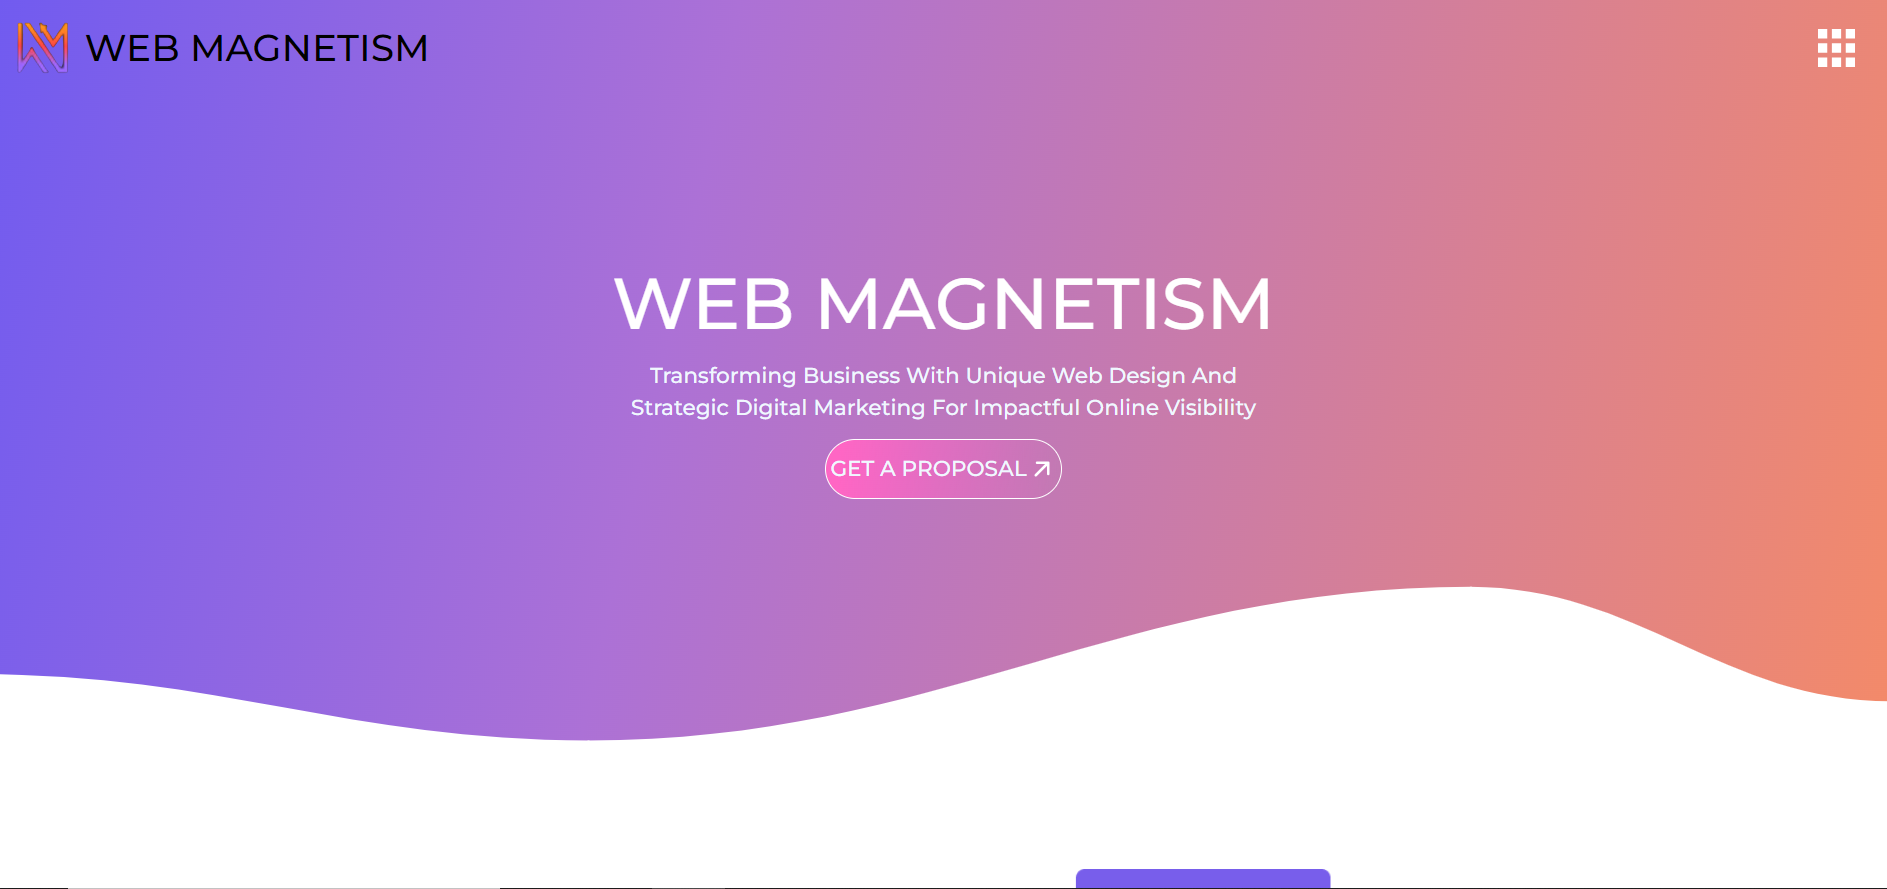 WEB MAGNETISM
WEB MAGNETISM
Transforming Business With Unique Web Design And
Strategic Digital Marketing For Impactful Online Visibility
GET A PROPOSAL